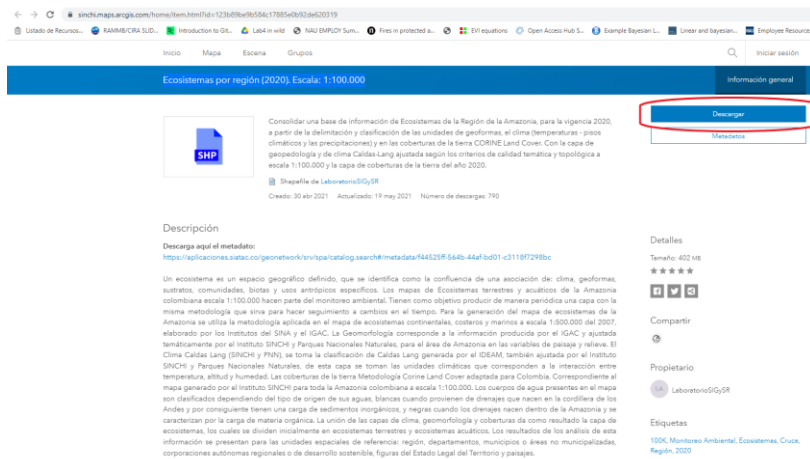 sinchi.maps.arcgis.com/home/item.html?id=123b89be9b584c17885e0b92de620319
Listado de Recursos... RAMMB/CIRA SLID... Introduction to Git... Lab4 in wild NAU EMPLOY Sum... Fires in protected a... EVI equations Open Access Hub S... Example Bayesian L... Linear and bayesian... Employee Resource
Inicio Mapa Escena Grupos Iniciar sesión
Ecosistemas por región (2020). Escala: 1:100.000 Información general
Descargar
Metadatos
SHP
Consolidar una base de información de Ecosistemas de la Región de la Amazonia, para la vigencia 2020,
a partir de la delimitación y clasificación de las unidades de geoformas, el clima (temperaturas - pisos
climáticos y las precipitaciones) y en las coberturas de la tierra CORINE Land Cover. Con la capa de
geopedología y de clima Caldas-Lang ajustada según los criterios de calidad temática y topológica a
escala 1:100.000 y la capa de coberturas de la tierra del año 2020.
Shapefile de LaboratorioSIGySR
Creado: 30 abr 2021 Actualizado: 19 may 2021 Número de descargas: 790
Descripción
Descarga aquí el metadato:
https://aplicaciones.siatac.co/geonetwork/srv/spa/catalog.search#/metadata/f44525ff-564b-44af-bd01-c3118f7298bc
Un ecosistema es un espacio geográfico definido, que se identifica como la confluencia de una asociación de: clima, geoformas,
sustratos, comunidades, biotas y usos antrópicos específicos. Los mapas de Ecosistemas terrestres y acuáticos de la Amazonia
colombiana escala 1:100.000 hacen parte del monitoreo ambiental. Tienen como objetivo producir de manera periódica una capa con la
misma metodología que sirva para hacer seguimiento a cambios en el tiempo. Para la generación del mapa de ecosistemas de la
Amazonia se utiliza la metodología aplicada en el mapa de ecosistemas continentales, costeros y marinos a escala 1:500.000 del 2007,
elaborado por los Institutos del SINA y el IGAC. La Geomorfología corresponde a la información producida por el IGAC y ajustada
temáticamente por el Instituto SINCHI y Parques Nacionales Naturales, para el área de Amazonia en las variables de paisaje y relieve. El
Clima Caldas Lang (SINCHI y PNN), se toma la clasificación de Caldas Lang generada por el IDEAM, también ajustada por el Instituto
SINCHI y Parques Nacionales Naturales, de esta capa se toman las unidades climáticas que corresponden a la interacción entre
temperatura, altitud y humedad. Las coberturas de la tierra Metodología Corine Land Cover adaptada para Colombia. Correspondiente al
mapa generado por el Instituto SINCHI para toda la Amazonia colombiana a escala 1:100.000. Los cuerpos de agua presentes en el mapa
son clasificados dependiendo del tipo de origen de sus aguas, blancas cuando provienen de drenajes que nacen en la cordillera de los
Andes y por consiguiente tienen una carga de sedimentos inorgánicos, y negras cuando los drenajes nacen dentro de la Amazonia y se
caracterizan por la carga de materia orgánica. La unión de las capas de clima, geomorfología y coberturas da como resultado la capa de
ecosistemas, los cuales se dividen inicialmente en ecosistemas terrestres y ecosistemas acuáticos. Los resultados de los análisis de esta
información se presentan para las unidades espaciales de referencia: región, departamentos, municipios o áreas no municipalizadas,
corporaciones autónomas regionales o de desarrollo sostenible, figuras del Estado Legal del Territorio y paisajes.
Detalles
Tamaño: 402 MB
Compartir
Propietario
LA LaboratorioSIGySR
Etiquetas
100K, Monitoreo Ambiental, Ecosistemas, Cruce,
Región, 2020